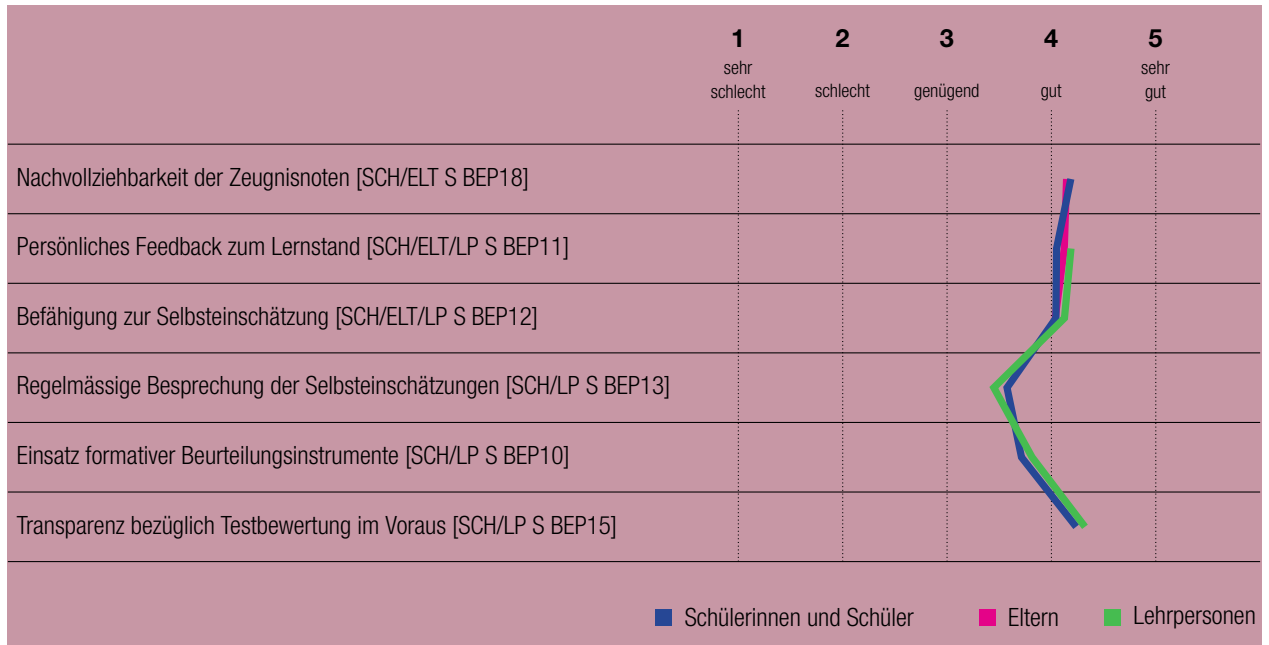 1 2 3 4 5
sehr schlecht schlecht genügend gut sehr gut
Nachvollziehbarkeit der Zeugnisnoten [SCH/ELT S BEP18]
Persönliches Feedback zum Lernstand [SCH/ELT/LP S BEP11]
Befähigung zur Selbsteinschätzung [SCH/ELT/LP S BEP12]
Regelmässige Besprechung der Selbsteinschätzungen [SCH/LP S BEP13]
Einsatz formativer Beurteilungsinstrumente [SCH/LP S BEP10]
Transparenz bezüglich Testbewertung im Voraus [SCH/LP S BEP15]
Schülerinnen und Schüler Eltern Lehrpersonen